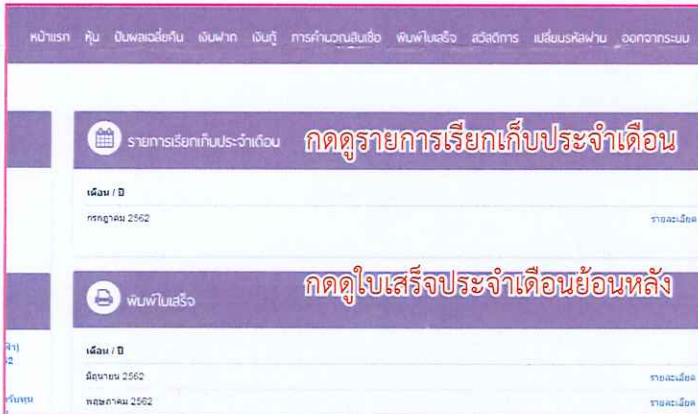 หน้าแรก หุ้น ปันผลเฉลี่ยคืน เงินฝาก เงินกู้ การคำนวณสินเชื่อ พิมพ์ใบเสร็จ สวัสดิการ เปลี่ยนรหัสผ่าน ออกจากระบบ
รายการเรียกเก็บประจำเดือน กดดูรายการเรียกเก็บประจำเดือน
เดือน / ปี
กรกฎาคม 2562 รายละเอียด
พิมพ์ใบเสร็จ กดดูใบเสร็จประจำเดือนย้อนหลัง
เดือน / ปี
มิถุนายน 2562 รายละเอียด
พฤษภาคม 2562 รายละเอียด